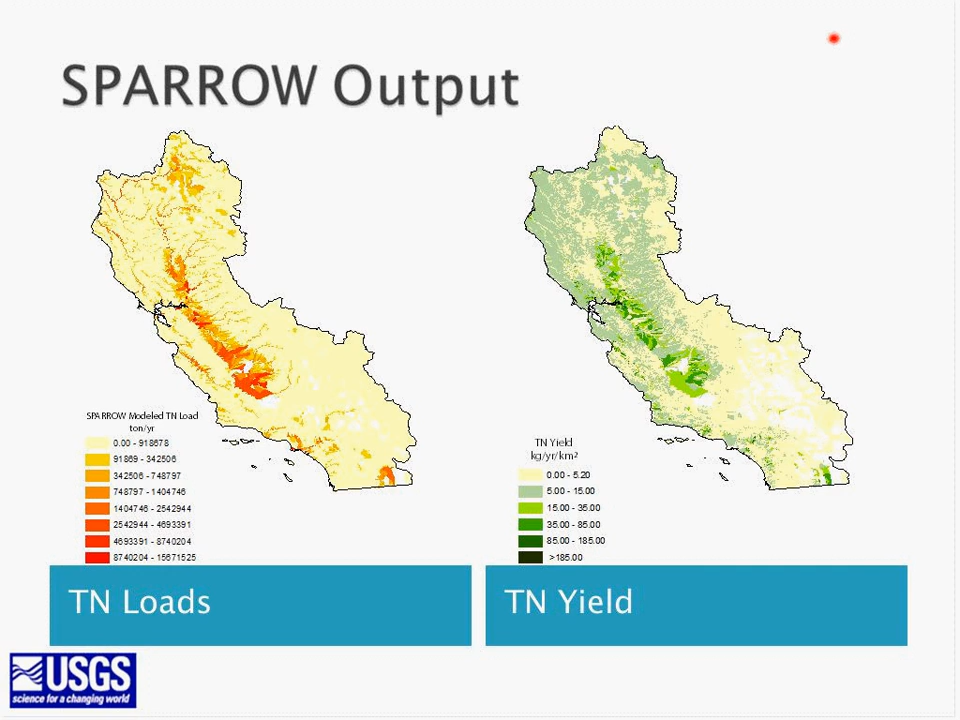 SPARROW Output
SPARROW Modeled TN Load
ton/yr
0.00 - 918678
91869 - 342506
342506 - 748797
748797 - 1404746
1404746 - 2542944
2542944 - 4693391
4693391 - 8740204
8740204 - 15671525
TN Yield
kg/yr/km²
0.00 - 5.20
5.00 - 15.00
15.00 - 35.00
35.00 - 85.00
85.00 - 185.00
>185.00
TN Loads
TN Yield
USGS
science for a changing world